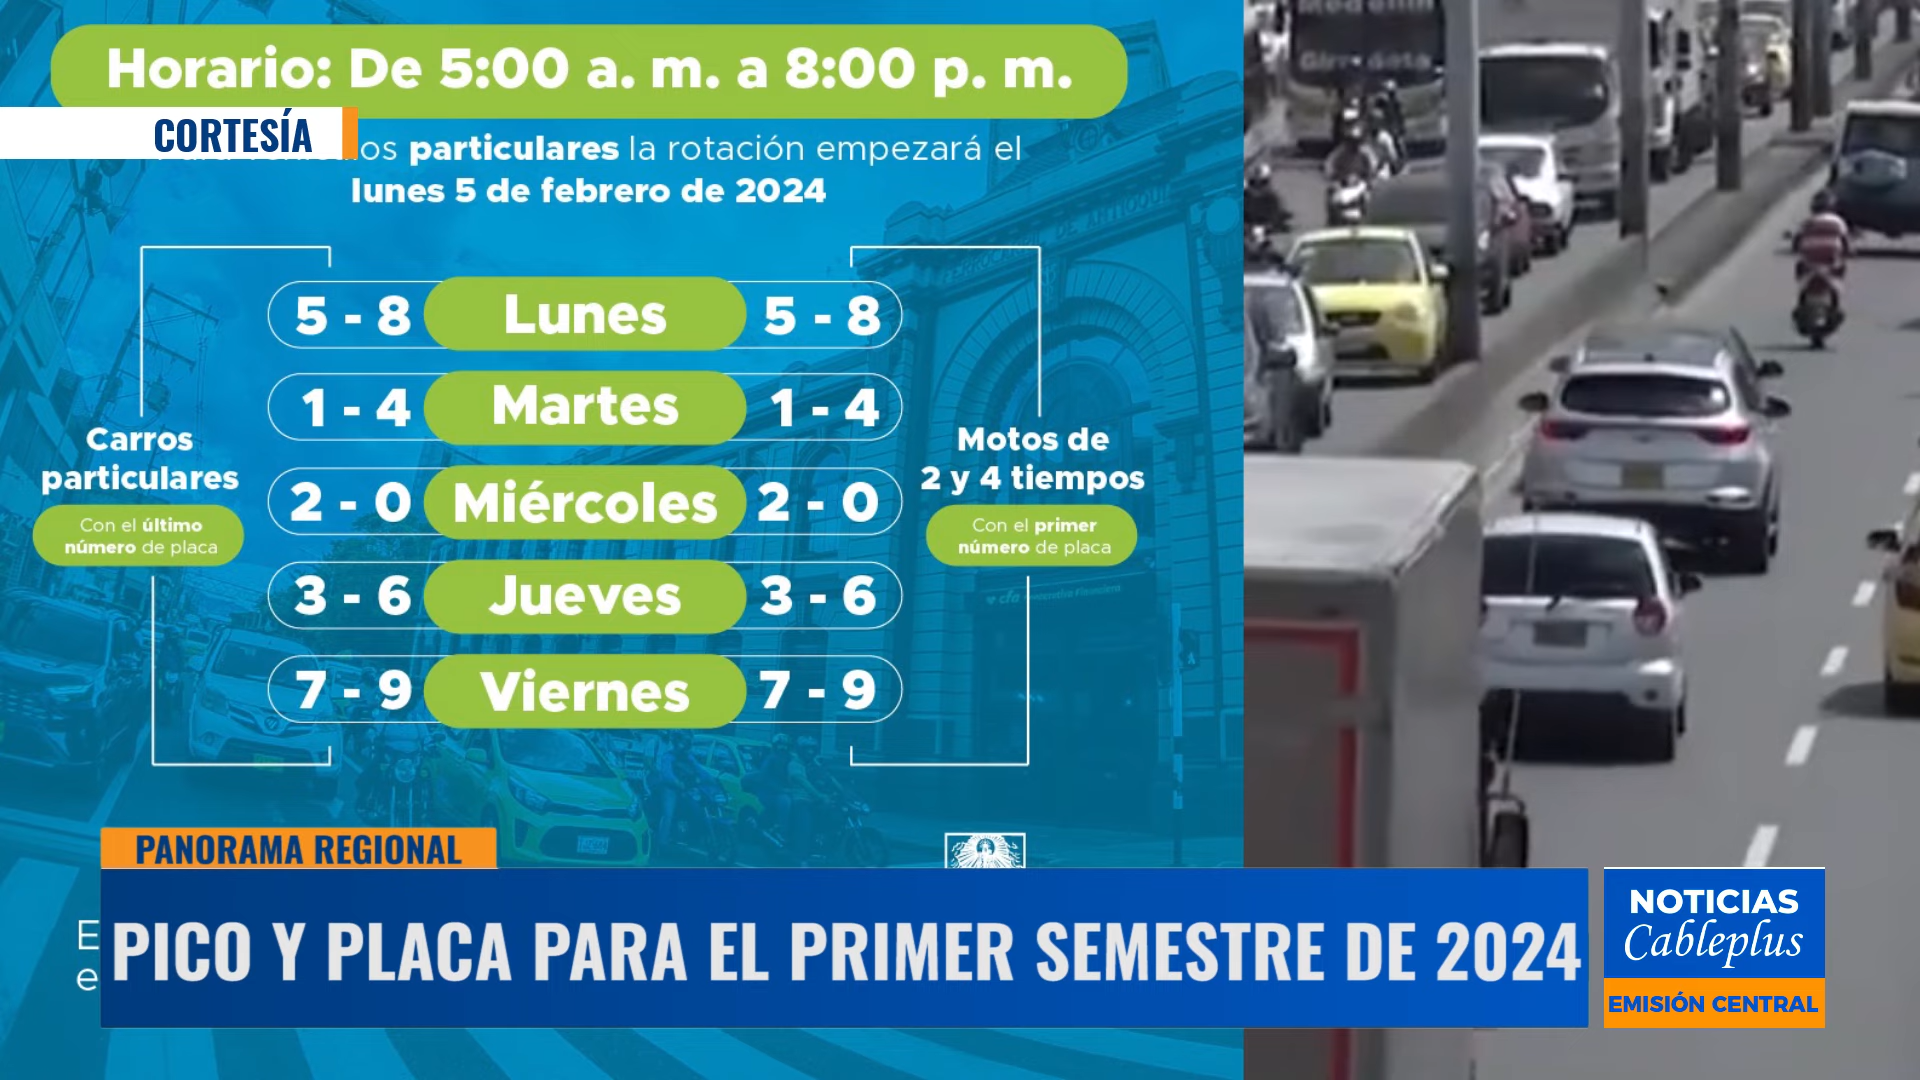 Horario: De 5:00 a. m. a 8:00 p. m.
CORTESÍA
particulares la rotación empezará el
lunes 5 de febrero de 2024
5 - 8 Lunes 5 - 8
1 - 4 Martes 1 - 4
2 - 0 Miércoles 2 - 0
3 - 6 Jueves 3 - 6
7 - 9 Viernes 7 - 9
Carros
particulares
Con el último
número de placa
Motos de
2 y 4 tiempos
Con el primer
número de placa
PANORAMA REGIONAL
PICO Y PLACA PARA EL PRIMER SEMESTRE DE 2024
NOTICIAS
Cableplus
EMISIÓN CENTRAL
Medellín
Girardota